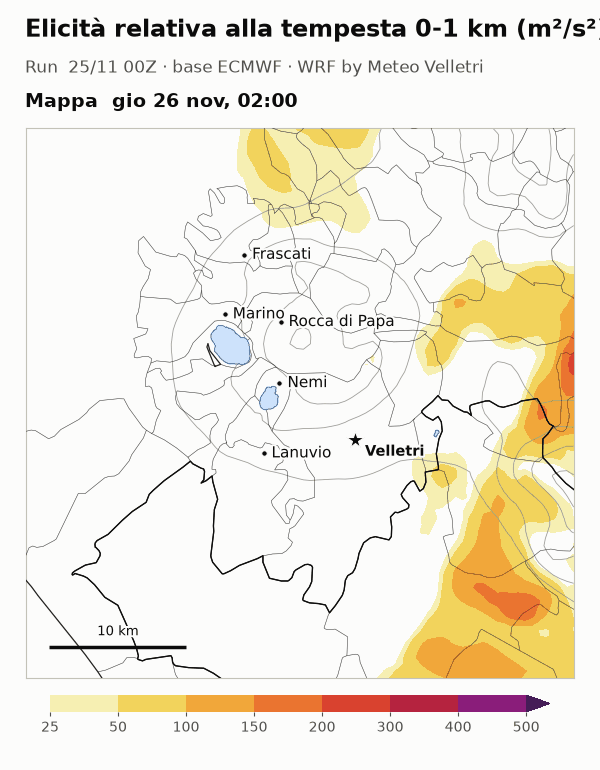 Elicità relativa alla tempesta 0-1 km (m²/s²)
Run  25/11 00Z · base ECMWF · WRF by Meteo Velletri
Mappa  gio 26 nov, 02:00
Frascati
Marino
Rocca di Papa
Nemi
Velletri
Lanuvio
10 km
25 50 100 150 200 300 400 500